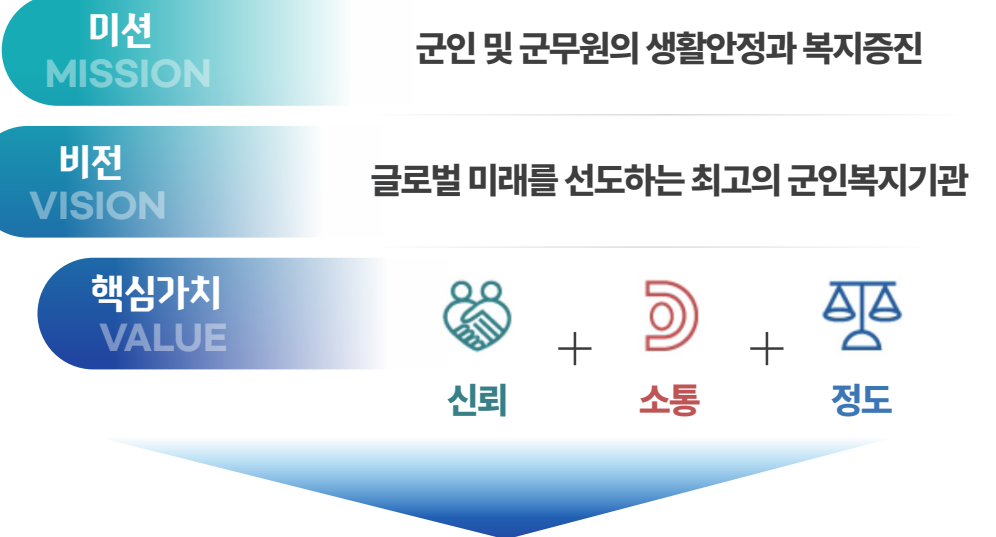 미션
MISSION
군인 및 군무원의 생활안정과 복지증진
비전
VISION
글로벌 미래를 선도하는 최고의 군인복지기관
핵심가치
VALUE
+ +
신뢰 소통 정도